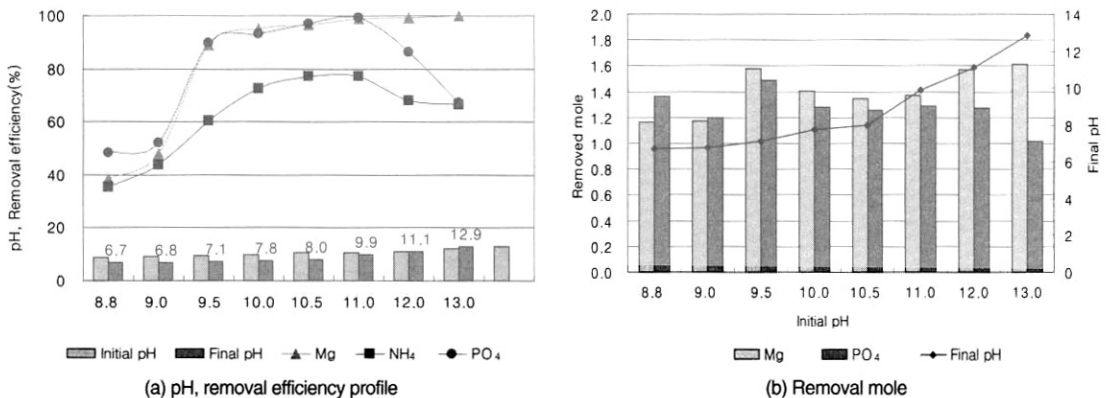 pH, Removal efficiency(%)
100
80
60
40
20
0
6.7 6.8 7.1 7.8 8.0 9.9 11.1 12.9
8.8 9.0 9.5 10.0 10.5 11.0 12.0 13.0
Initial pH Final pH Mg NH₄ PO₄
(a) pH, removal efficiency profile
Removed mole
2.0
1.8
1.6
1.4
1.2
1.0
0.8
0.6
0.4
0.2
0.0
14
12
10
8
6
4
2
0
Final pH
8.8 9.0 9.5 10.0 10.5 11.0 12.0 13.0
Initial pH
Mg PO₄ Final pH
(b) Removal mole